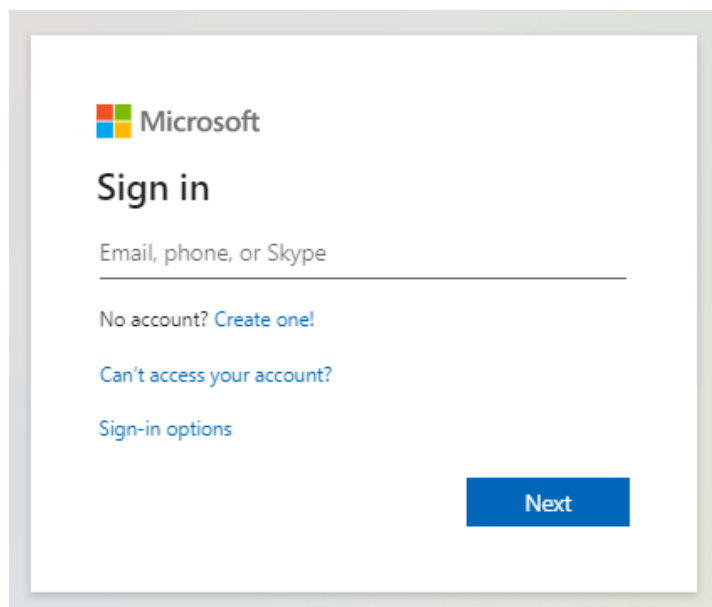 Microsoft
Sign in
Email, phone, or Skype
No account? Create one!
Can't access your account?
Sign-in options
Next